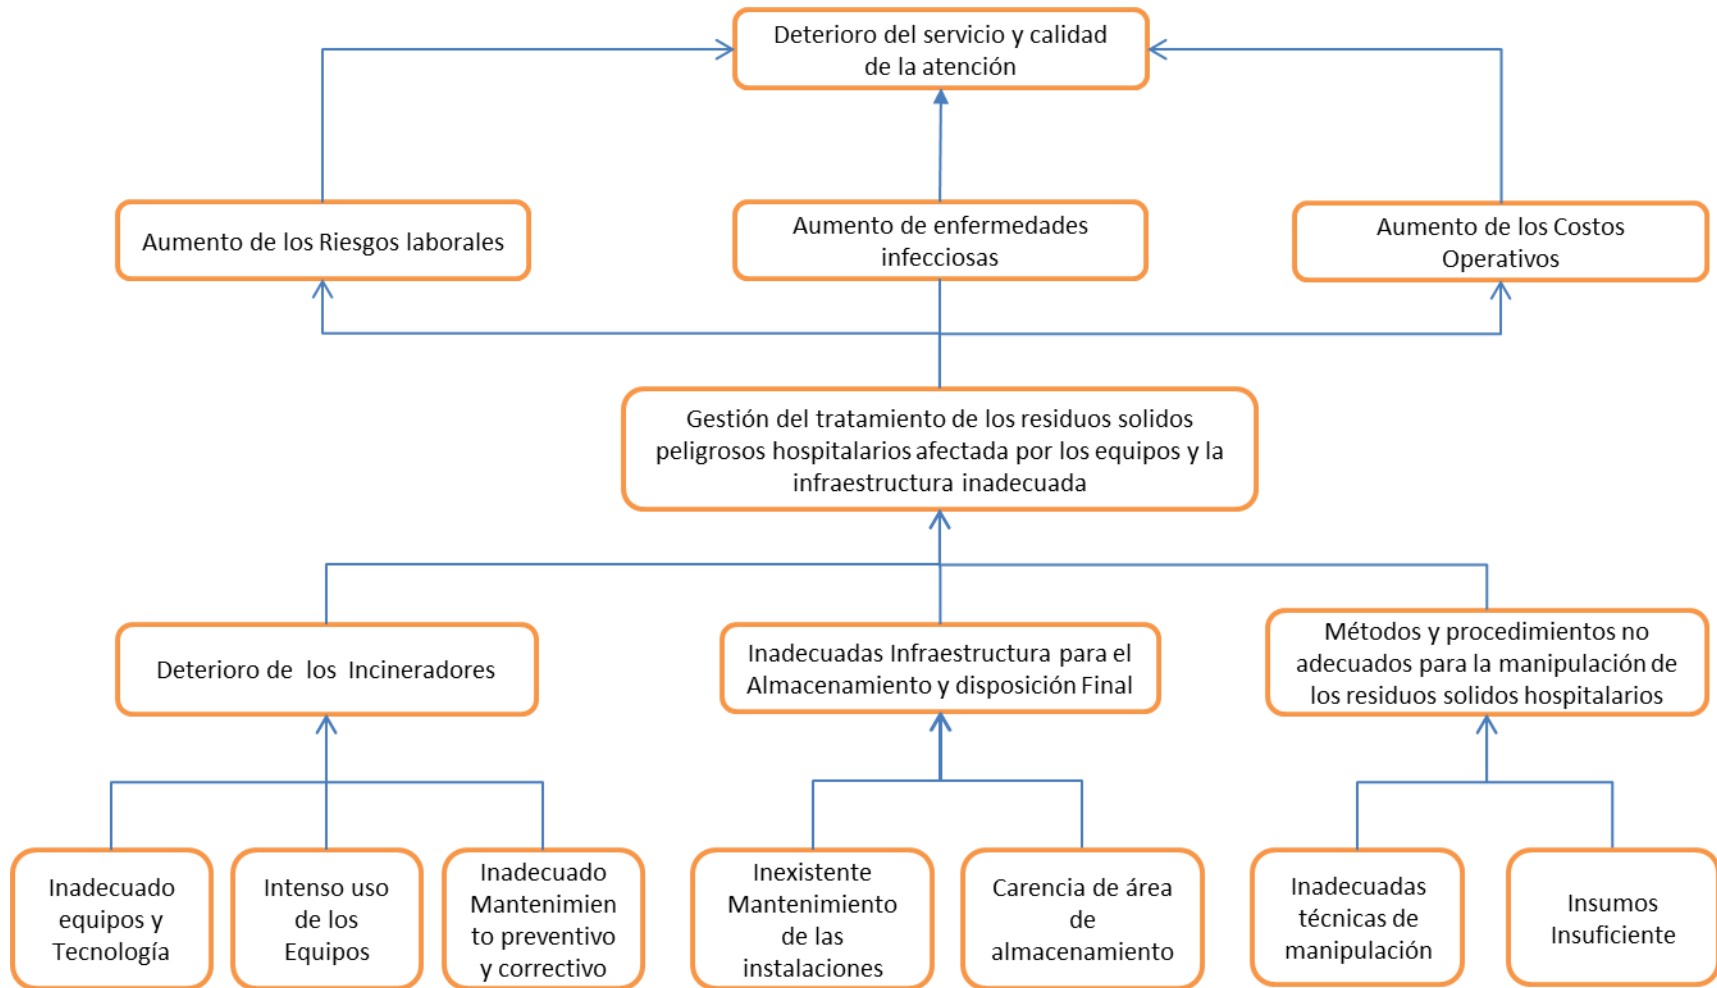 Deterioro del servicio y calidad
de la atención
Aumento de los Riesgos laborales
Aumento de enfermedades
infecciosas
Aumento de los Costos
Operativos
Gestión del tratamiento de los residuos solidos
peligrosos hospitalarios afectada por los equipos y la
infraestructura inadecuada
Deterioro de los Incineradores
Inadecuadas Infraestructura para el
Almacenamiento y disposición Final
Métodos y procedimientos no
adecuados para la manipulación de
los residuos solidos hospitalarios
Inadecuado
equipos y
Tecnología
Intenso uso
de los
Equipos
Inadecuado
Mantenimien
to preventivo
y correctivo
Inexistente
Mantenimiento
de las
instalaciones
Carencia de área
de
almacenamiento
Inadecuadas
técnicas de
manipulación
Insumos
Insuficiente